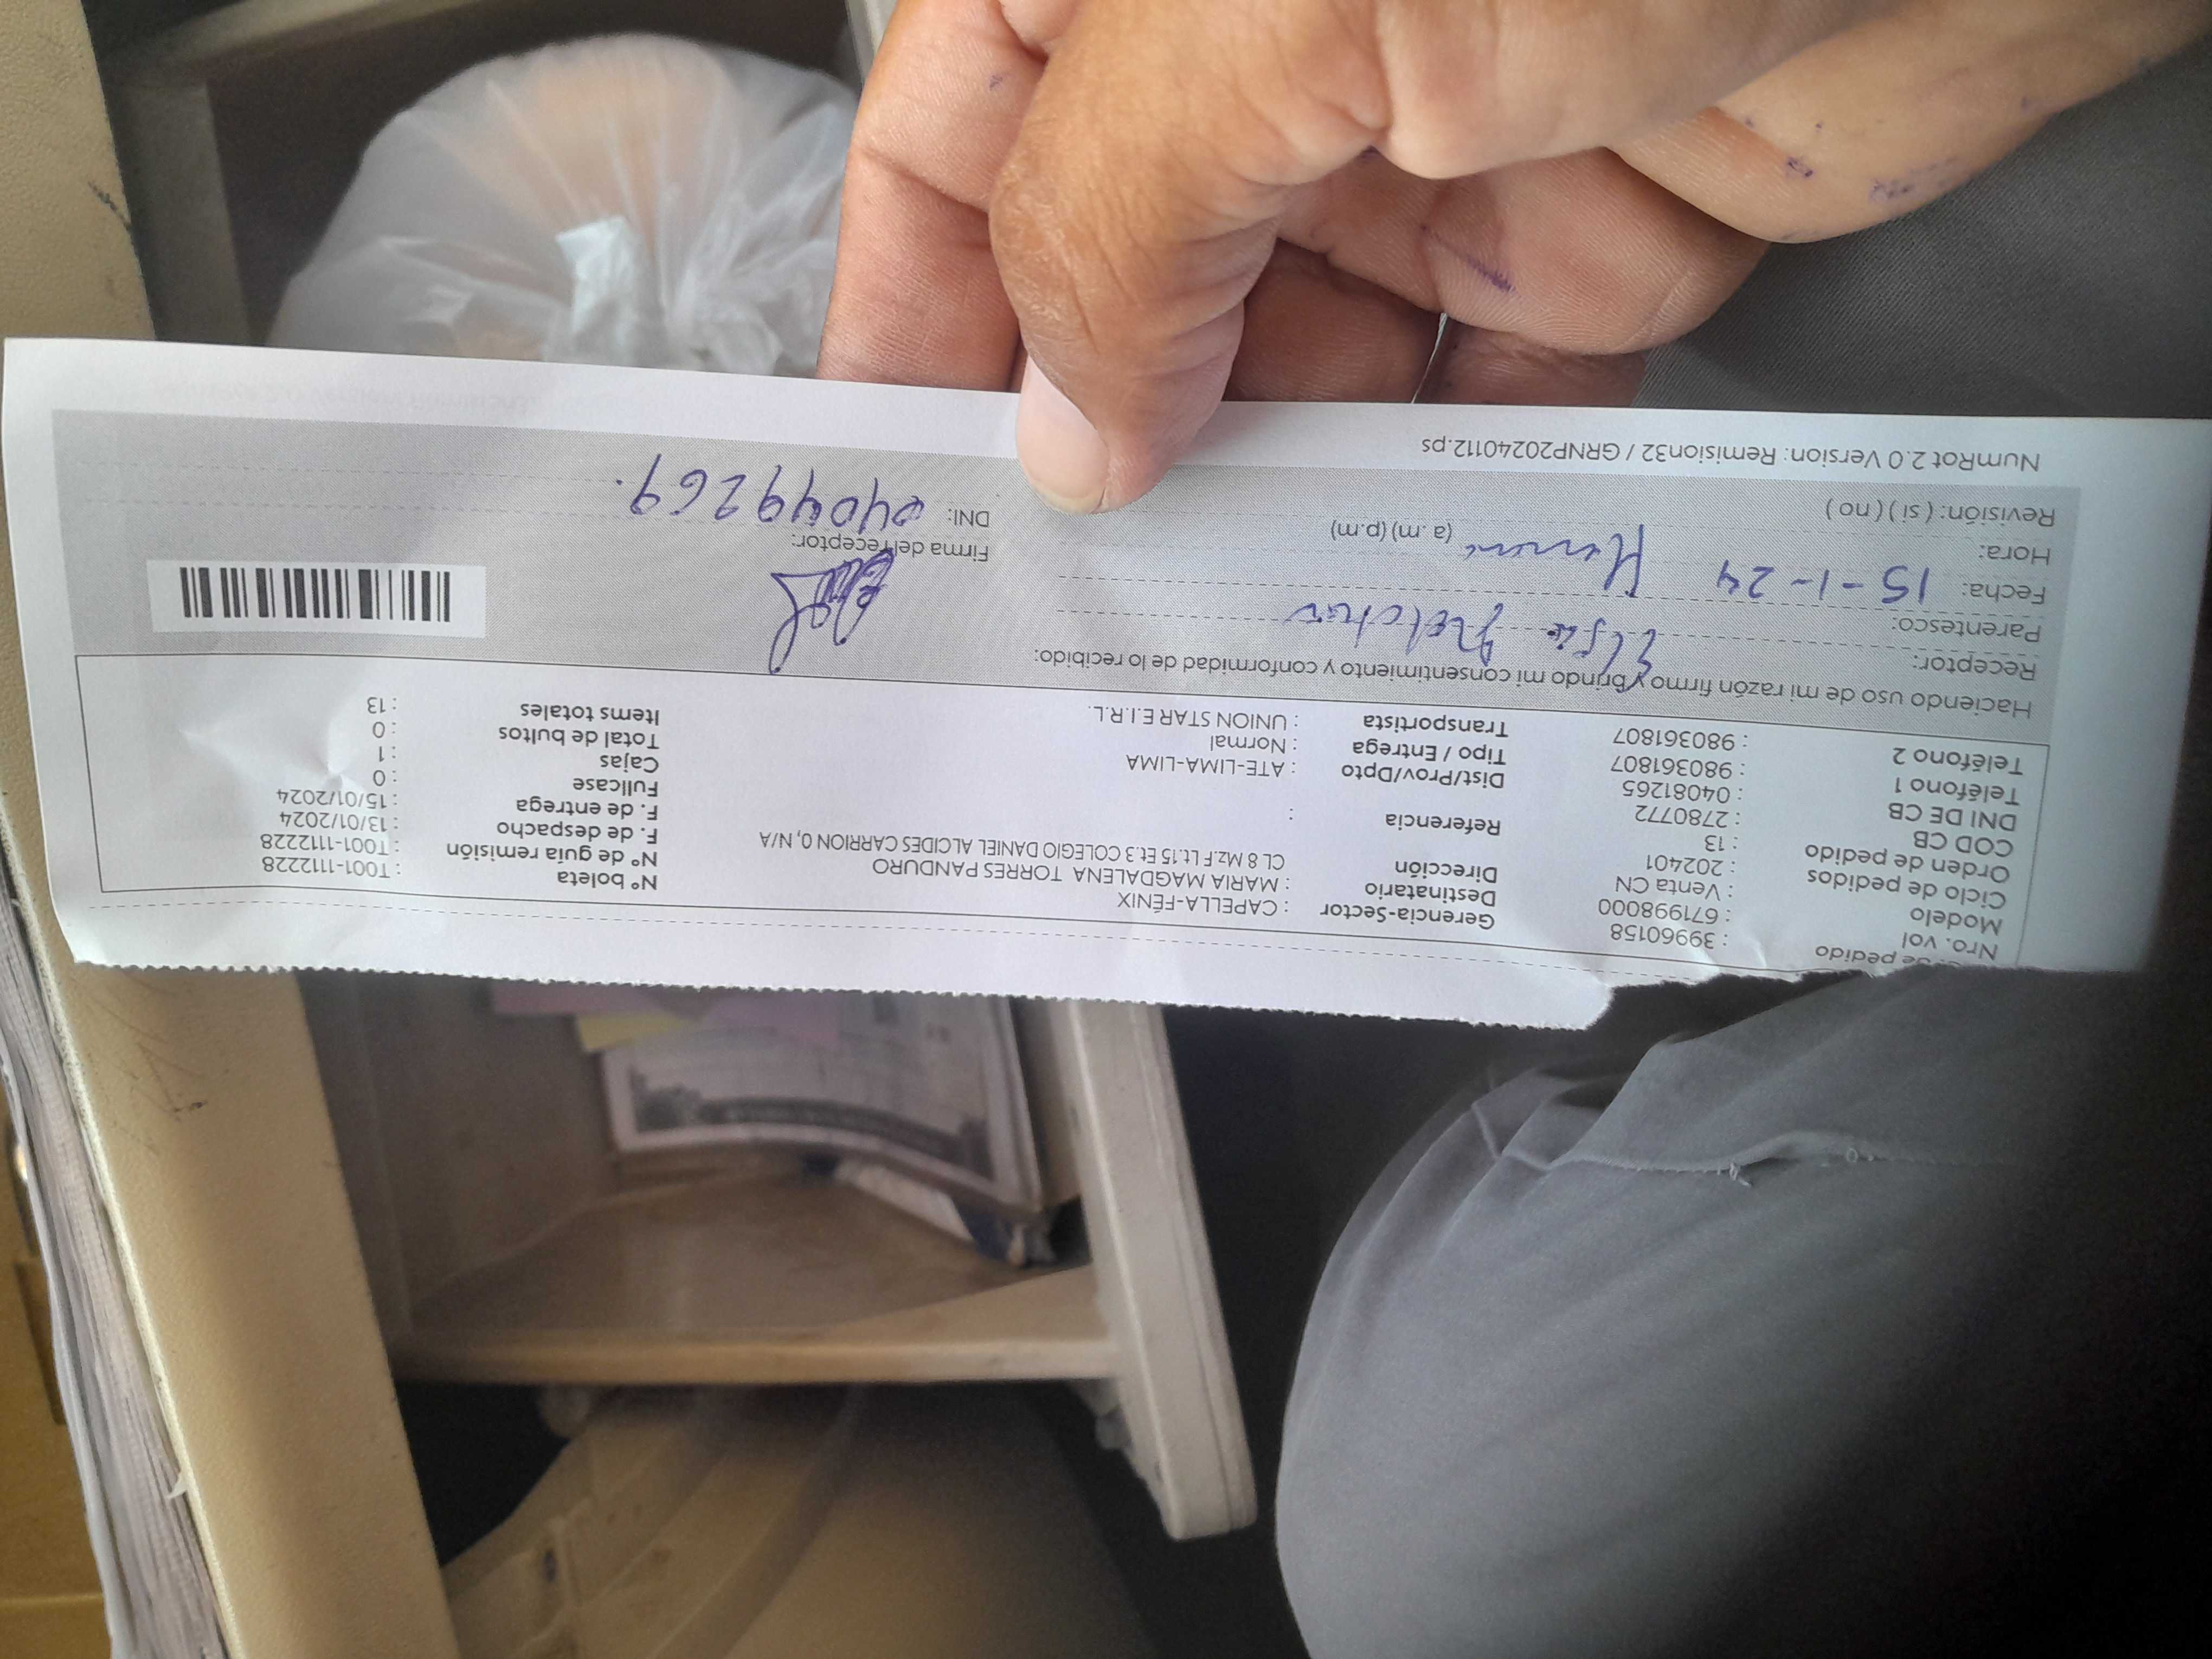 de pedido : 39960158
Nro. vol : 671998000
Modelo : Venta CN
Ciclo de pedidos : 202401
Orden de pedido : 13
COD CB : 2780772
DNI DE CB : 04081265
Teléfono 1 : 980361807
Teléfono 2 : 980361807
Gerencia-Sector : CAPELLA-FÉNIX
Destinatario : MARIA MAGDALENA TORRES PANDURO
Dirección CL 8 Mz.F Lt.15 Et.3 COLEGIO DANIEL ALCIDES CARRION 0, N/A
Referencia :
Dist/Prov/Dpto : ATE-LIMA-LIMA
Tipo / Entrega : Normal
Transportista : UNION STAR E.I.R.L.
Nº boleta : T001-1112228
Nº de guía remisión : T001-1112228
F. de despacho : 13/01/2024
F. de entrega : 15/01/2024
Fullcase : 0
Cajas : 1
Total de bultos : 0
Items totales : 13
Haciendo uso de mi razón firmo y brindo mi consentimiento y conformidad de lo recibido:
Receptor: Elsa
Parentesco:
Fecha: 15-1-24
Hora: (a.m) (p.m)
Revisión: ( si ) ( no )
Firma del receptor:
DNI: 04049269.
NumRot 2.0 Version: Remision32 / GRNP20240112.ps